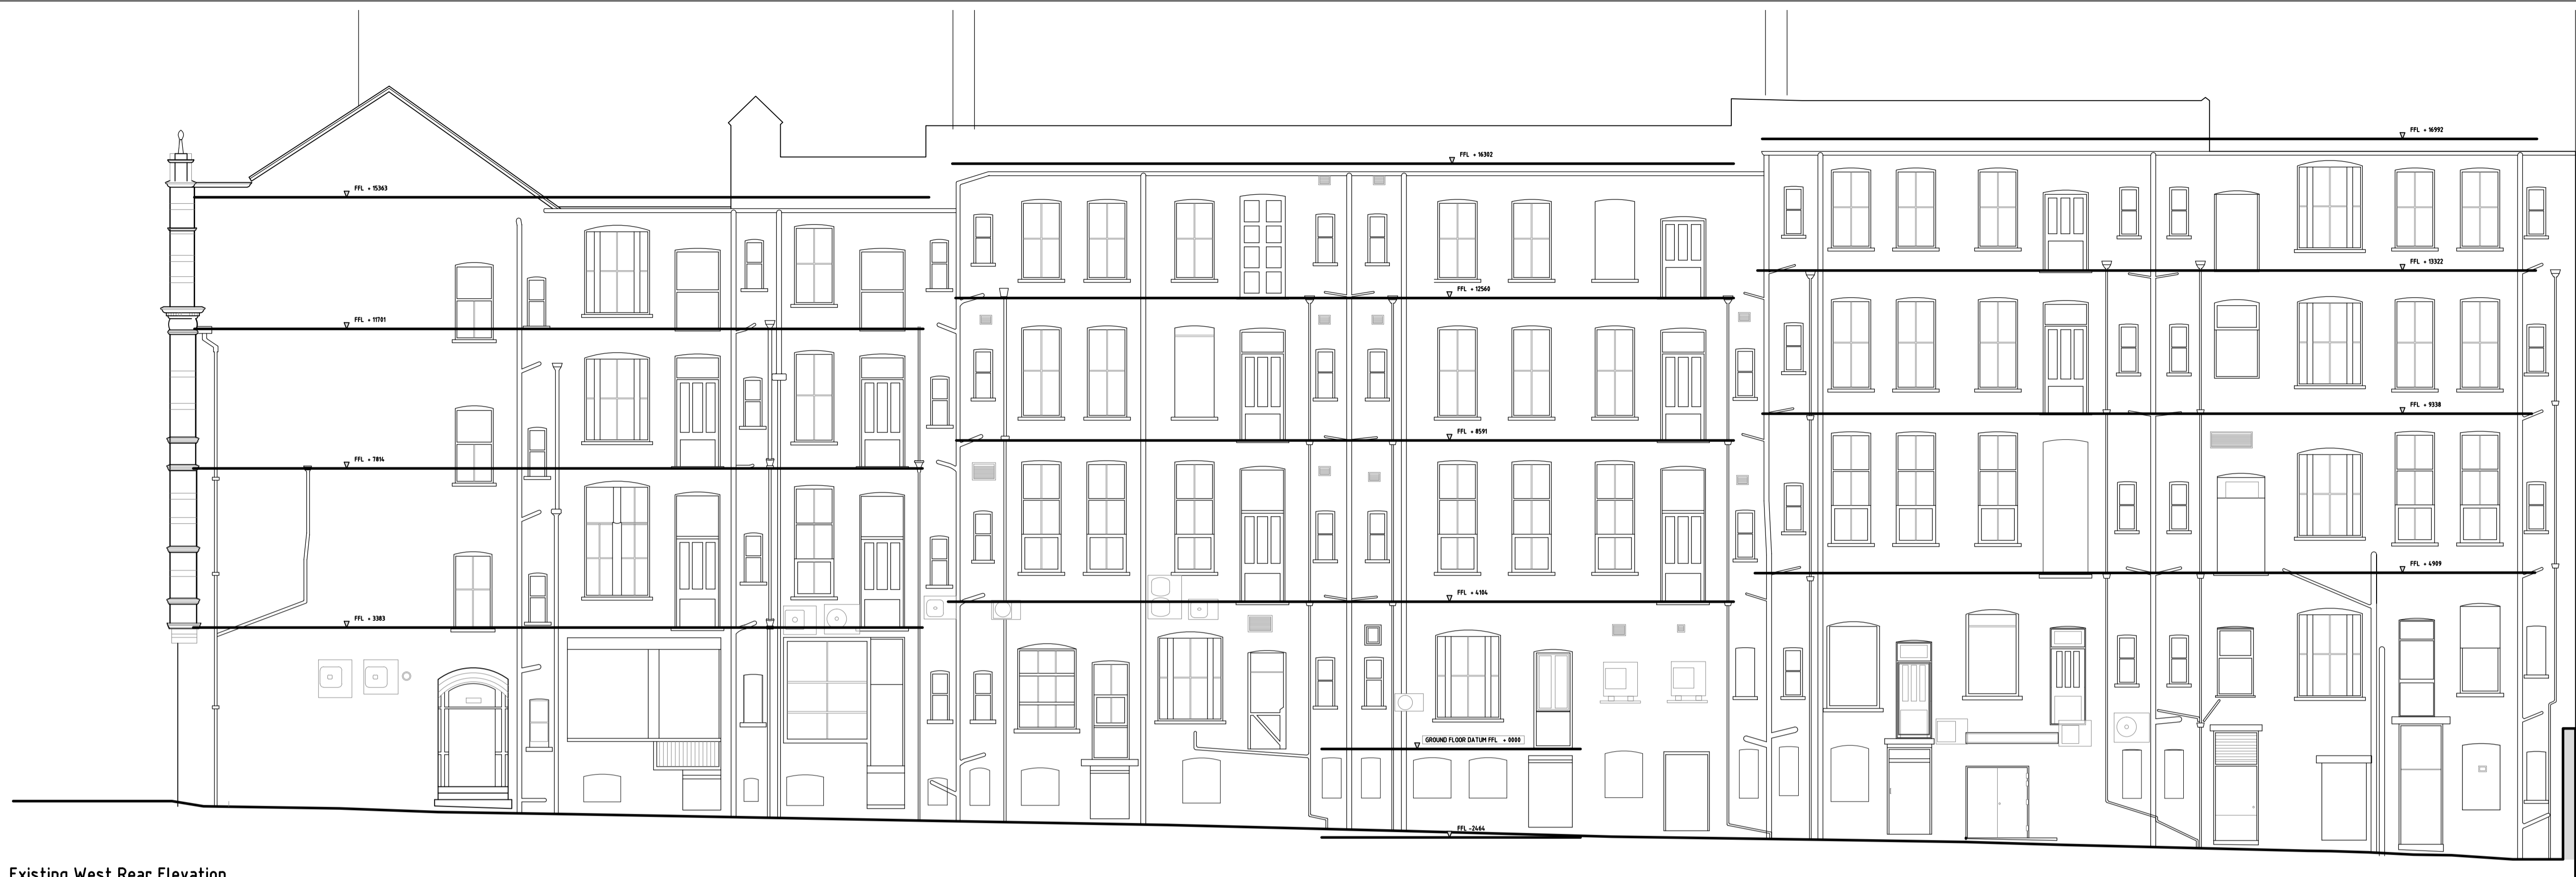 FFL + 16992
FFL + 16302
FFL + 15363
FFL + 13322
FFL + 12560
FFL + 11701
FFL + 9338
FFL + 8591
FFL + 7814
FFL + 4909
FFL + 4104
FFL + 3383
GROUND FLOOR DATUM FFL + 0000
FFL -2464
Existing West Rear Elevation